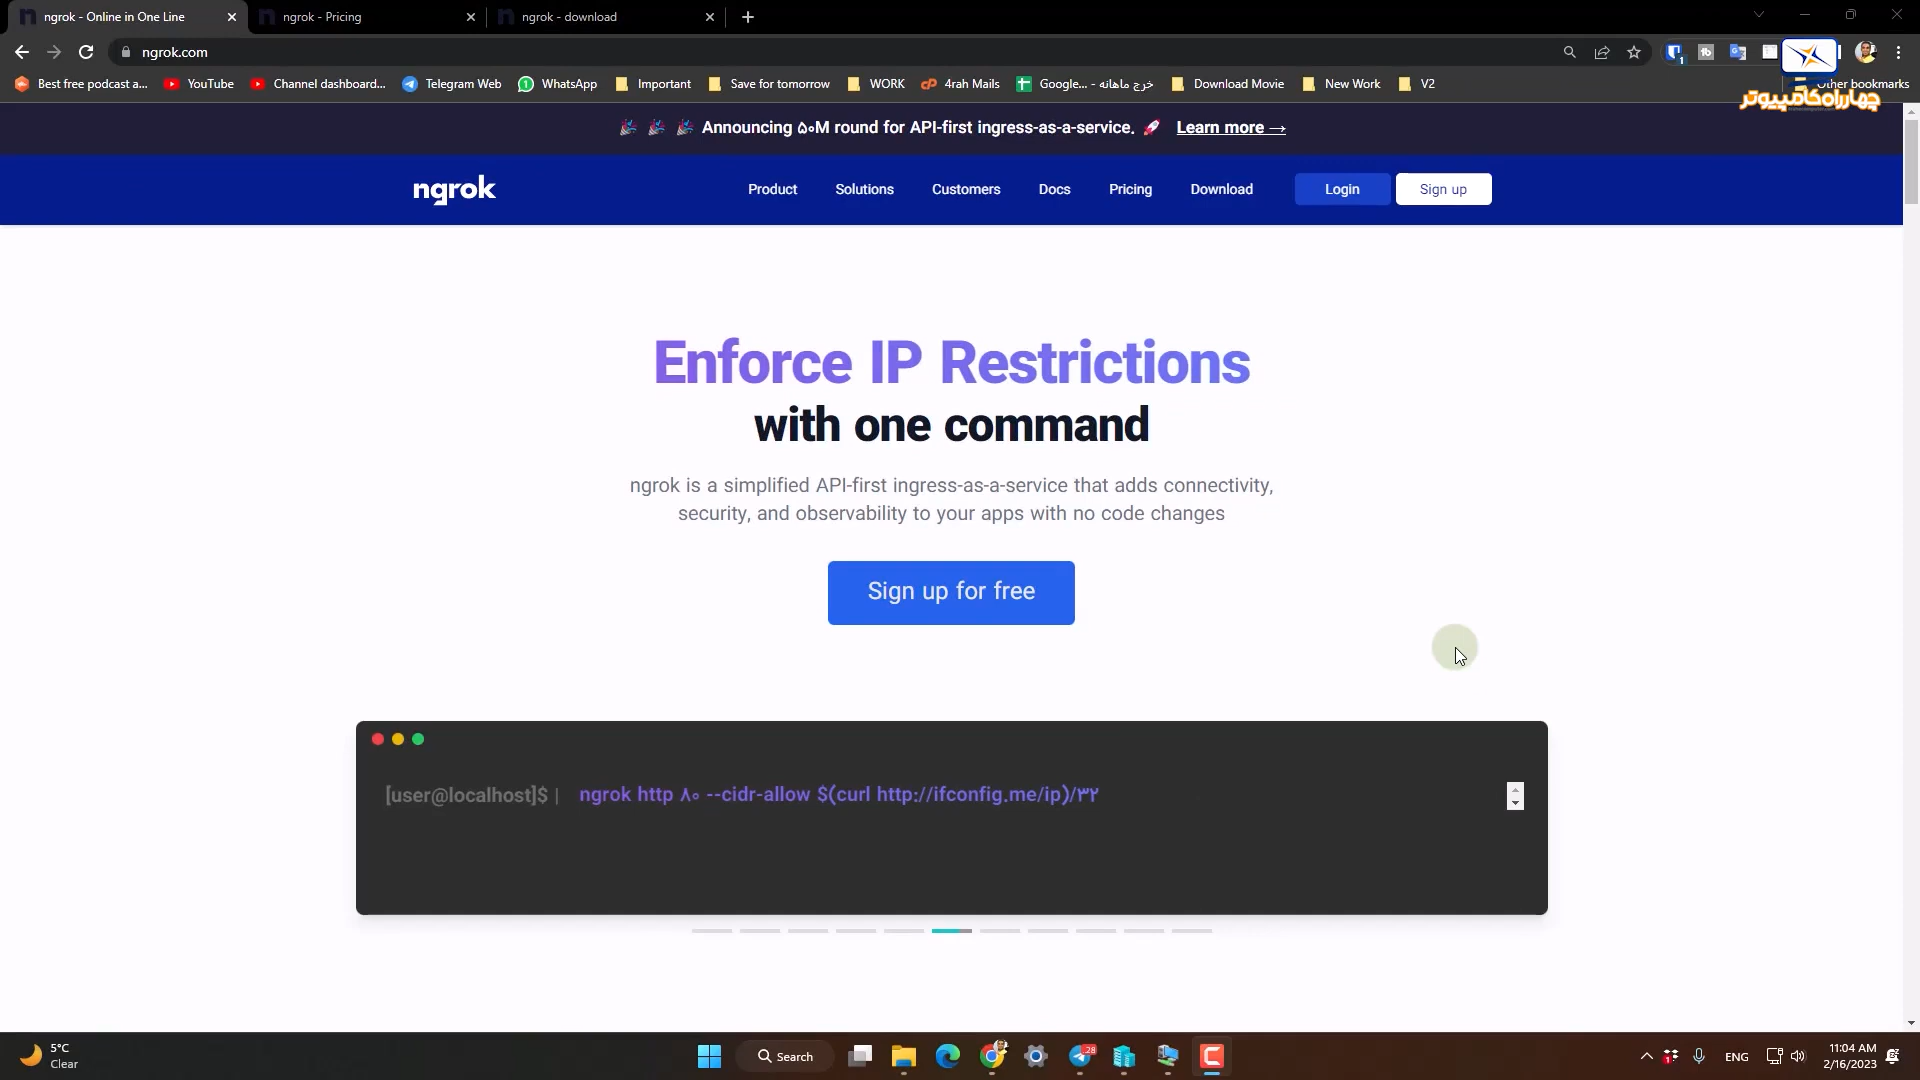 ngrok - Online in One Line
ngrok - Pricing
ngrok - download
ngrok.com
Best free podcast a...
YouTube
Channel dashboard...
Telegram Web
WhatsApp
Important
Save for tomorrow
WORK
4rah Mails
Google... - خرج ماهانه
Download Movie
New Work
V2
Other bookmarks
چهارراه کامپیوتر
Announcing ۵۰M round for API-first ingress-as-a-service. Learn more →
ngrok
Product
Solutions
Customers
Docs
Pricing
Download
Login
Sign up
Enforce IP Restrictions
with one command
ngrok is a simplified API-first ingress-as-a-service that adds connectivity,
security, and observability to your apps with no code changes
Sign up for free
[user@localhost]$ | ngrok http ۸۰ --cidr-allow $(curl http://ifconfig.me/ip)/۳۲
5°C
Clear
Search
28
ENG
11:04 AM
2/16/2023